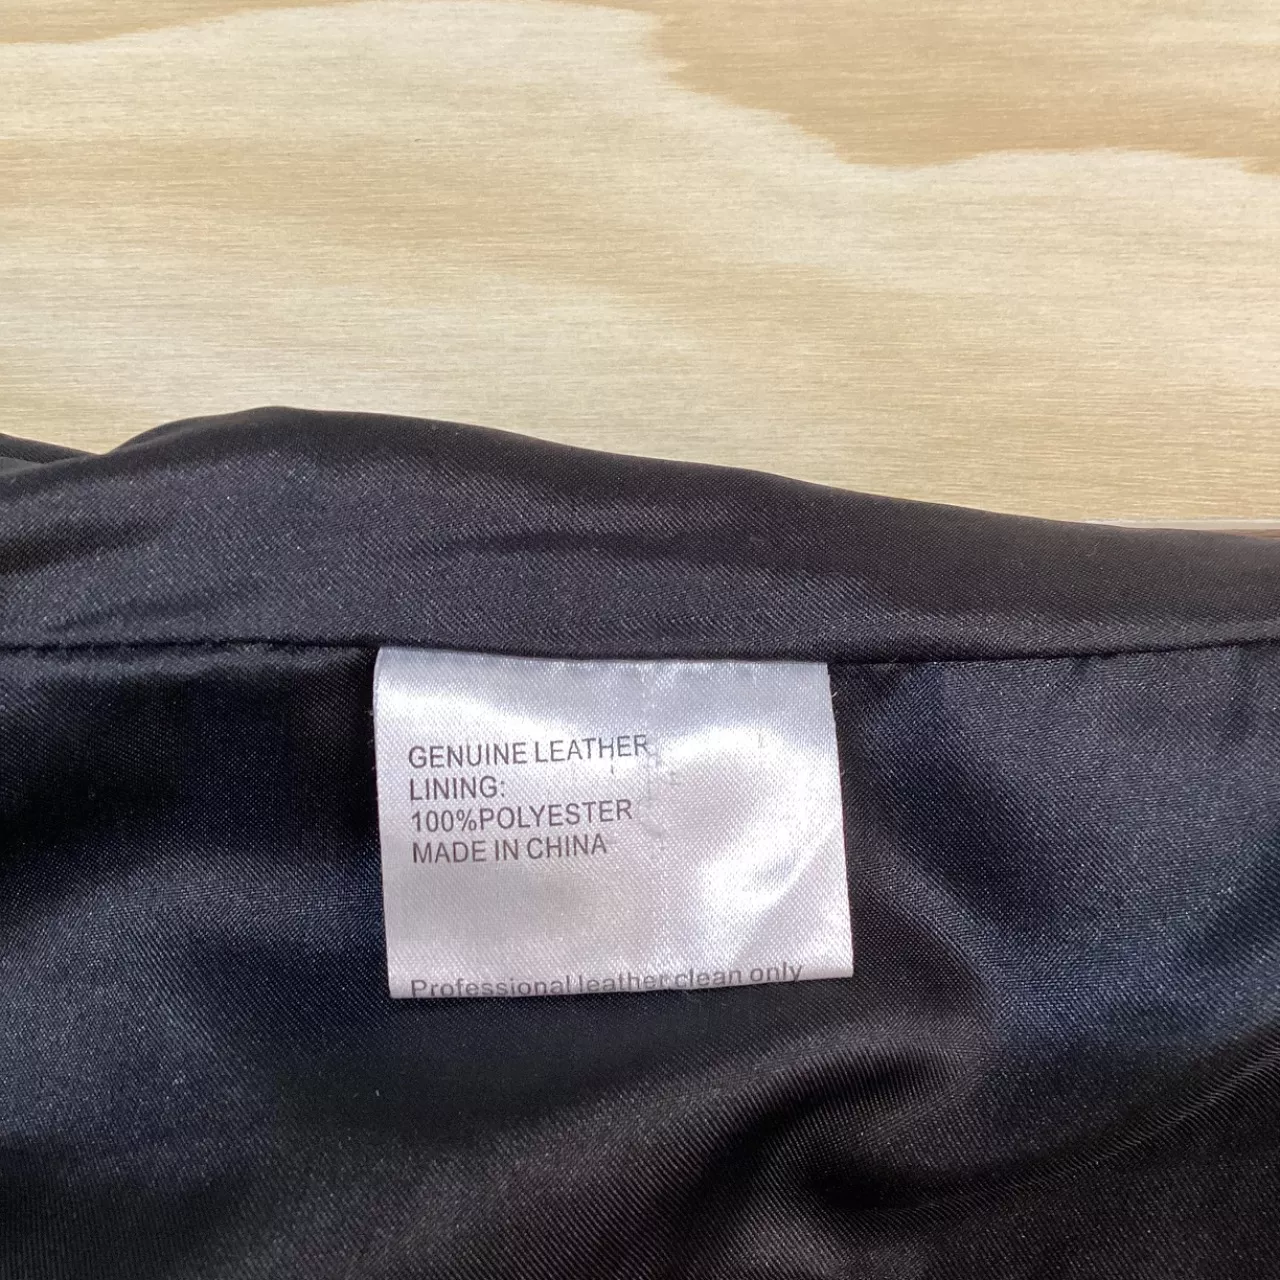 GENUINE LEATHER
LINING:
100%POLYESTER
MADE IN CHINA
Professional leather clean only